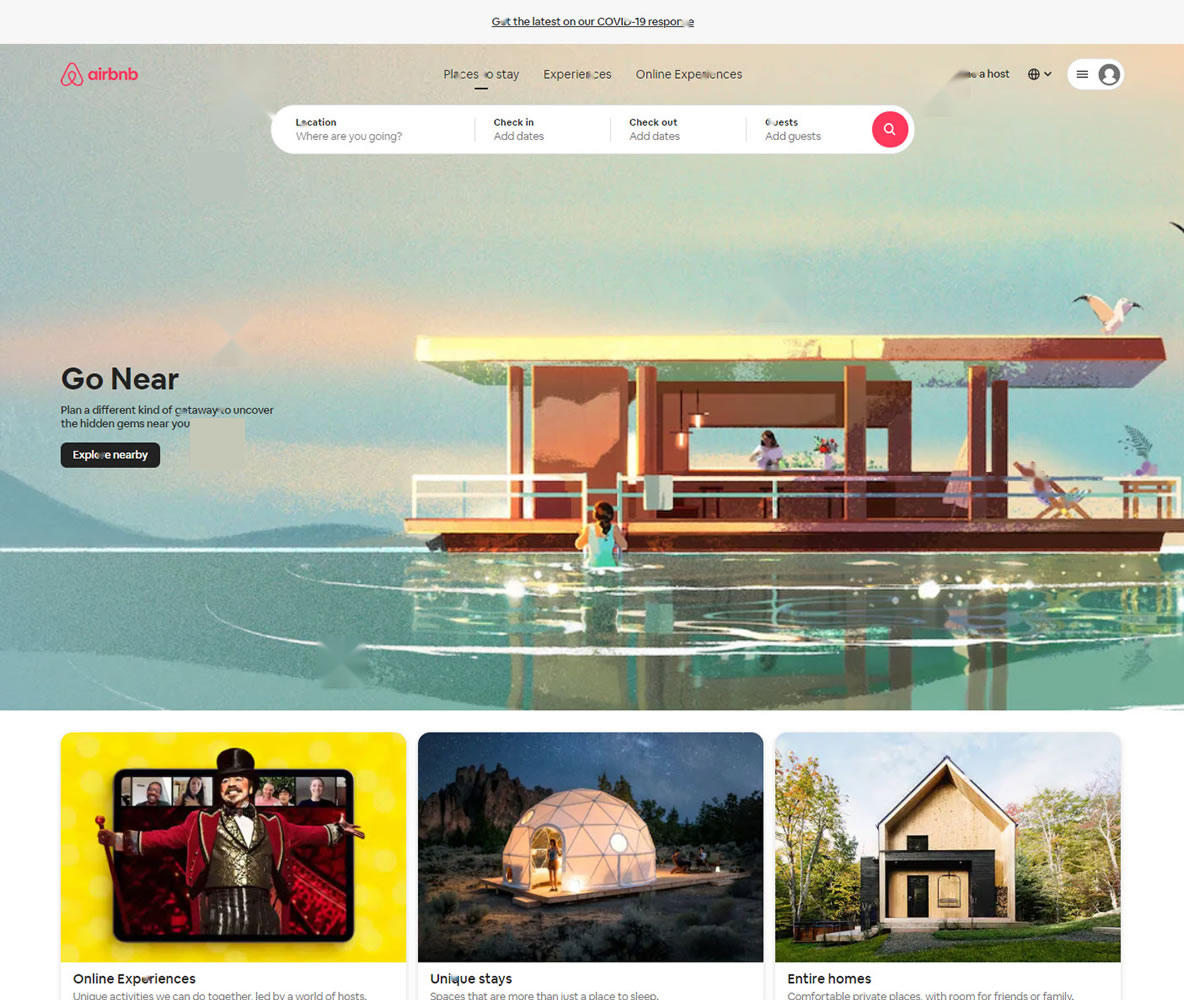 Get the latest on our COVID-19 response
airbnb
Places to stay
Experiences
Online Experiences
a host
Location
Where are you going?
Check in
Add dates
Check out
Add dates
Guests
Add guests
Go Near
Plan a different kind of getaway to uncover
the hidden gems near you
Explore nearby
Online Experiences
Unique activities we can do together, led by a world of hosts.
Unique stays
Spaces that are more than just a place to sleep.
Entire homes
Comfortable private places, with room for friends or family.